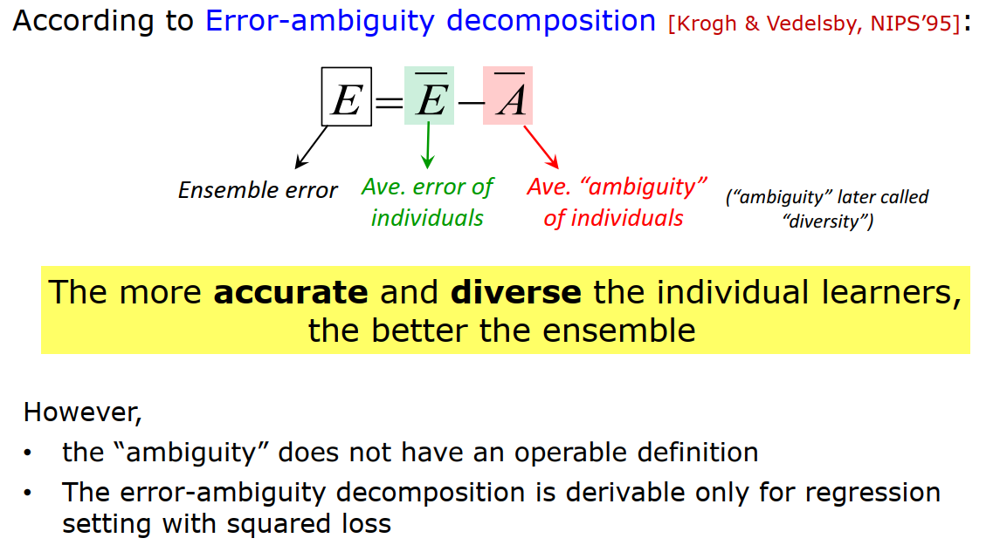 According to Error-ambiguity decomposition [Krogh & Vedelsby, NIPS’95]:
E = E̅ − A̅
Ensemble error
Ave. error of
individuals
Ave. “ambiguity”
of individuals
(“ambiguity” later called
“diversity”)
The more accurate and diverse the individual learners,
the better the ensemble
However,
• the “ambiguity” does not have an operable definition
• The error-ambiguity decomposition is derivable only for regression
setting with squared loss